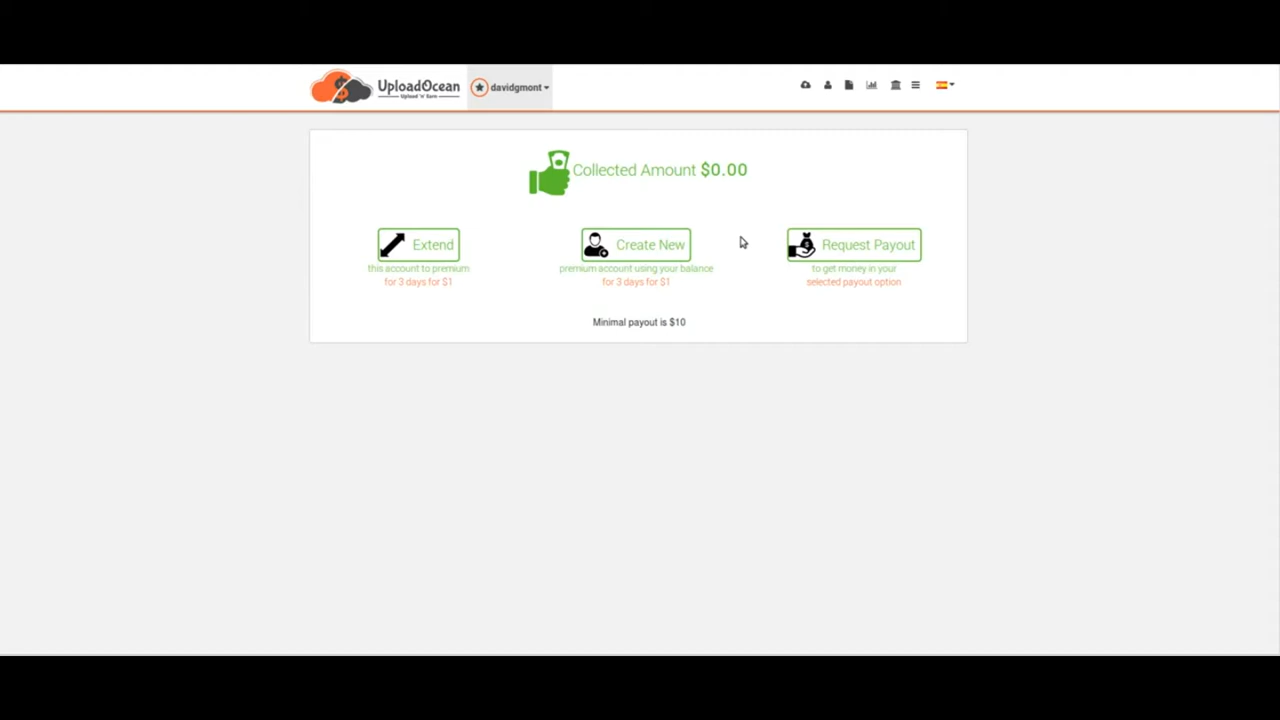 UploadOcean
Upload 'n' Earn
davidgmont
Collected Amount $0.00
Extend
this account to premium
for 3 days for $1
Create New
premium account using your balance
for 3 days for $1
Request Payout
to get money in your
selected payout option
Minimal payout is $10